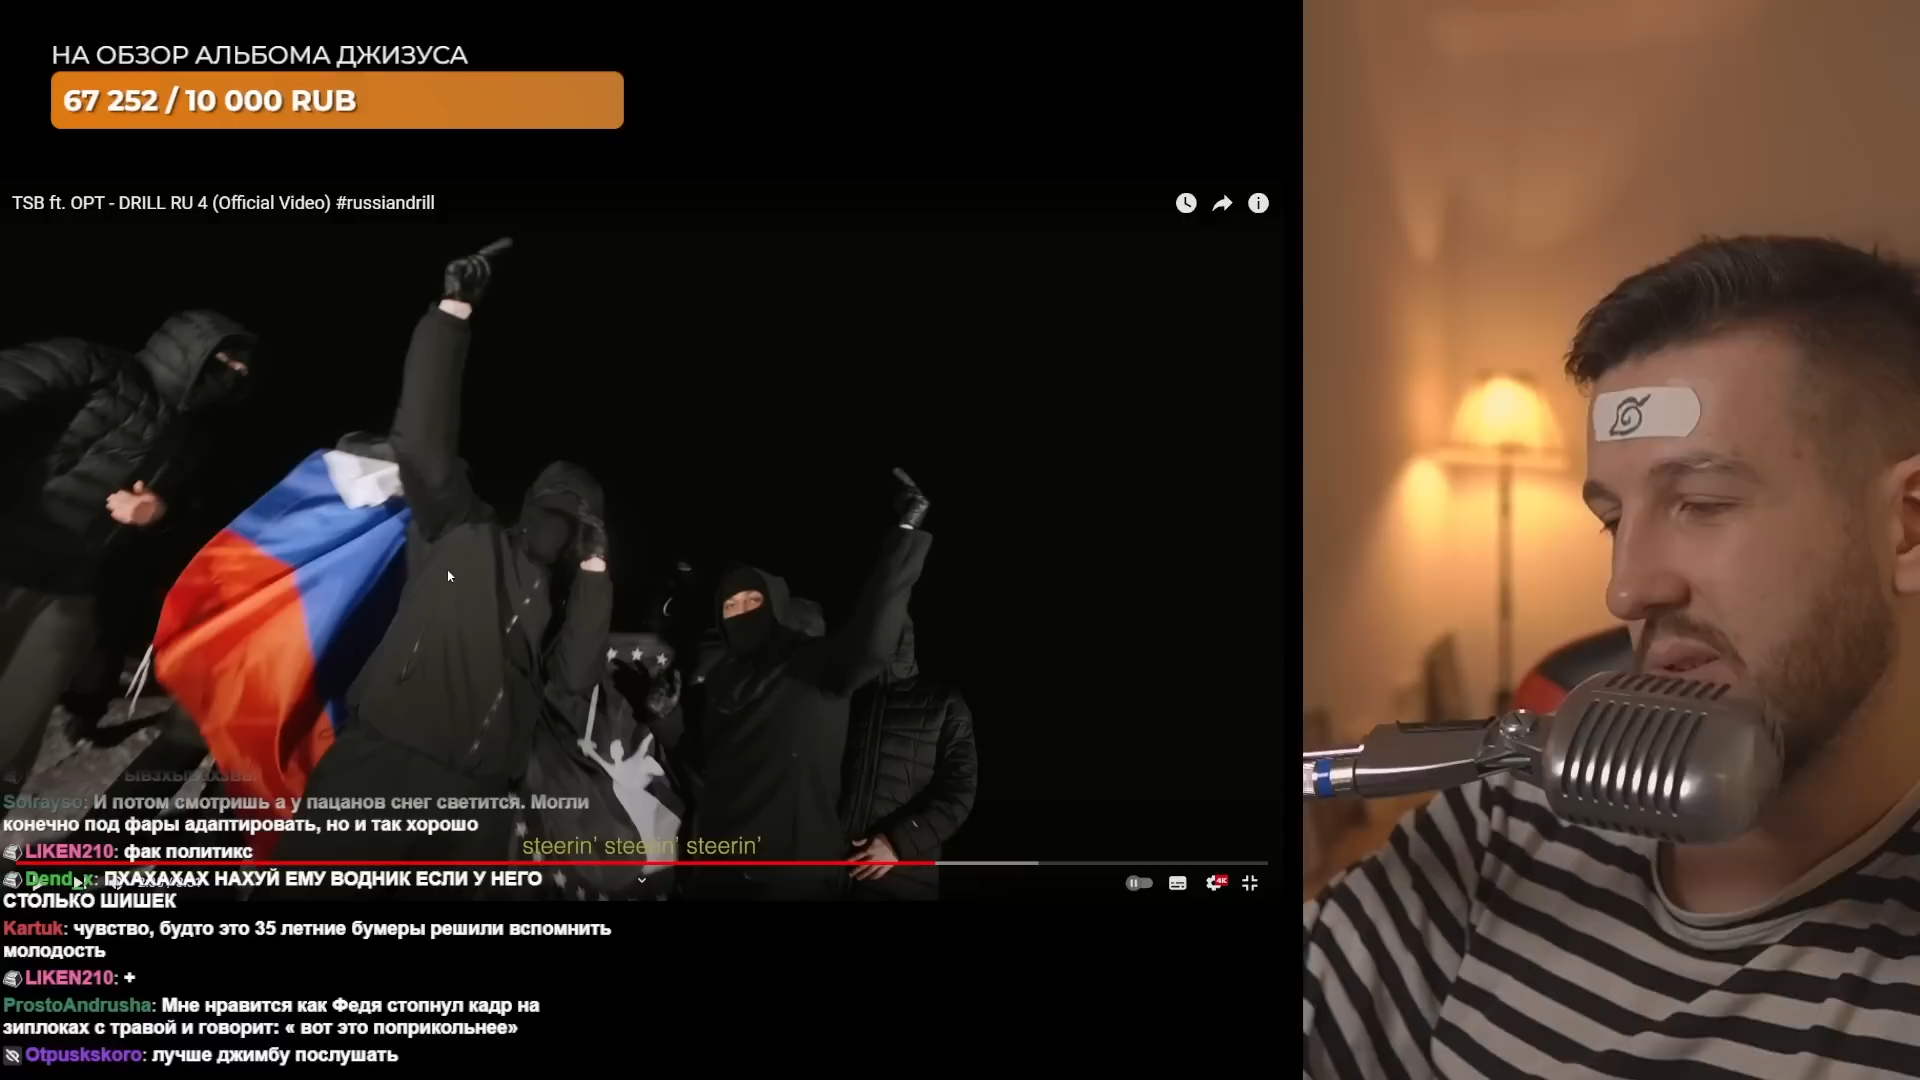 НА ОБЗОР АЛЬБОМА ДЖИЗУСА
67 252 / 10 000 RUB
TSB ft. OPT - DRILL RU 4 (Official Video) #russiandrill
Solrayso: И потом смотришь а у пацанов снег светится. Могли
конечно под фары адаптировать, но и так хорошо
steerin’ steerin’ steerin’
LIKEN210: фак политикс
Dend_x: ПХАХАХАХ НАХУЙ ЕМУ ВОДНИК ЕСЛИ У НЕГО
СТОЛЬКО ШИШЕК
4K
Kartuk: чувство, будто это 35 летние бумеры решили вспомнить
молодость
LIKEN210: +
ProstoAndrusha: Мне нравится как Федя стопнул кадр на
зиплоках с травой и говорит: « вот это поприкольнее»
Otpuskskoro: лучше джимбу послушать